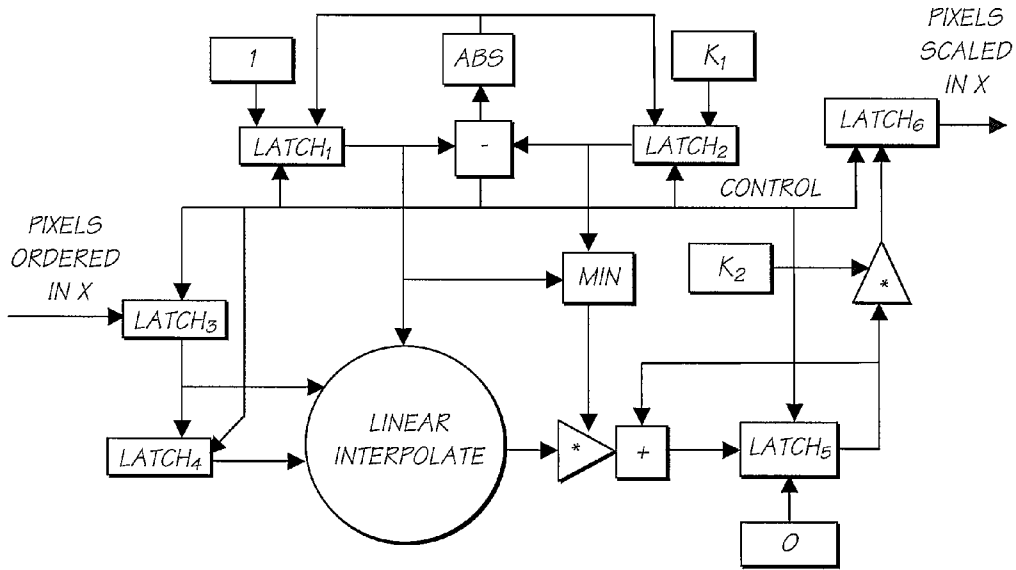 PIXELS
SCALED
IN X
1
ABS
K1
LATCH6
LATCH1
-
LATCH2
CONTROL
PIXELS
ORDERED
IN X
K2
MIN
*
LATCH3
LINEAR
INTERPOLATE
LATCH4
*
+
LATCH5
0